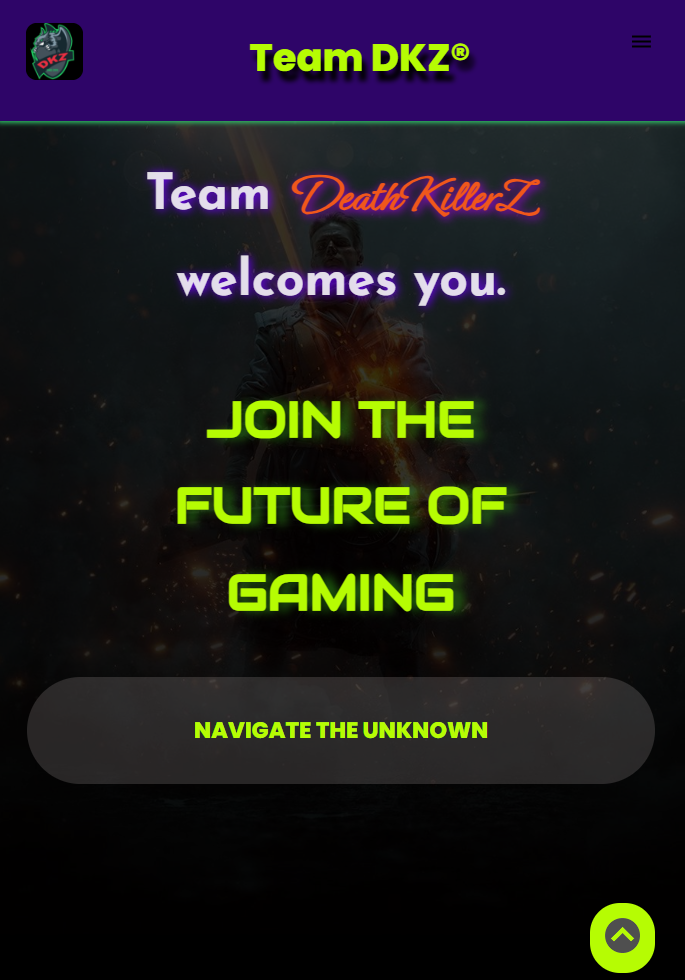 DKZ
Team DKZ®
Team DeathKillerZ
welcomes you.
JOIN THE
FUTURE OF
GAMING
NAVIGATE THE UNKNOWN